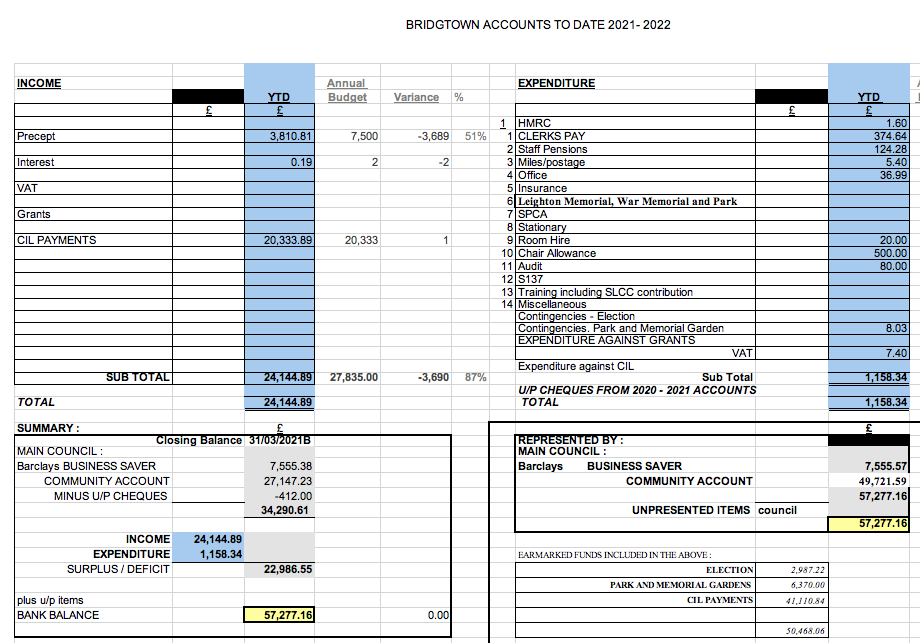 BRIDGTOWN ACCOUNTS TO DATE 2021- 2022
INCOME Annual EXPENDITURE
YTD Budget Variance % YTD
£ £ £ £
1 HMRC 1.60
Precept 3,810.81 7,500 -3,689 51% 1 CLERKS PAY 374.64
2 Staff Pensions 124.28
Interest 0.19 2 -2 3 Miles/postage 5.40
4 Office 36.99
VAT 5 Insurance
6 Leighton Memorial, War Memorial and Park
Grants 7 SPCA
8 Stationary
CIL PAYMENTS 20,333.89 20,333 1 9 Room Hire 20.00
10 Chair Allowance 500.00
11 Audit 80.00
12 S137
13 Training including SLCC contribution
14 Miscellaneous
Contingencies - Election
Contingencies. Park and Memorial Garden 8.03
EXPENDITURE AGAINST GRANTS
VAT 7.40
Expenditure against CIL
SUB TOTAL 24,144.89 27,835.00 -3,690 87% Sub Total 1,158.34
U/P CHEQUES FROM 2020 - 2021 ACCOUNTS
TOTAL 24,144.89 TOTAL 1,158.34
SUMMARY : £ £
Closing Balance 31/03/2021B REPRESENTED BY :
MAIN COUNCIL : MAIN COUNCIL :
Barclays BUSINESS SAVER 7,555.38 Barclays BUSINESS SAVER 7,555.57
COMMUNITY ACCOUNT 27,147.23 COMMUNITY ACCOUNT 49,721.59
MINUS U/P CHEQUES -412.00 57,277.16
34,290.61 UNPRESENTED ITEMS council
57,277.16
INCOME 24,144.89
EXPENDITURE 1,158.34 EARMARKED FUNDS INCLUDED IN THE ABOVE :
SURPLUS / DEFICIT 22,986.55 ELECTION 2,987.22
PARK AND MEMORIAL GARDENS 6,370.00
plus u/p items CIL PAYMENTS 41,110.84
BANK BALANCE 57,277.16 0.00
50,468.06